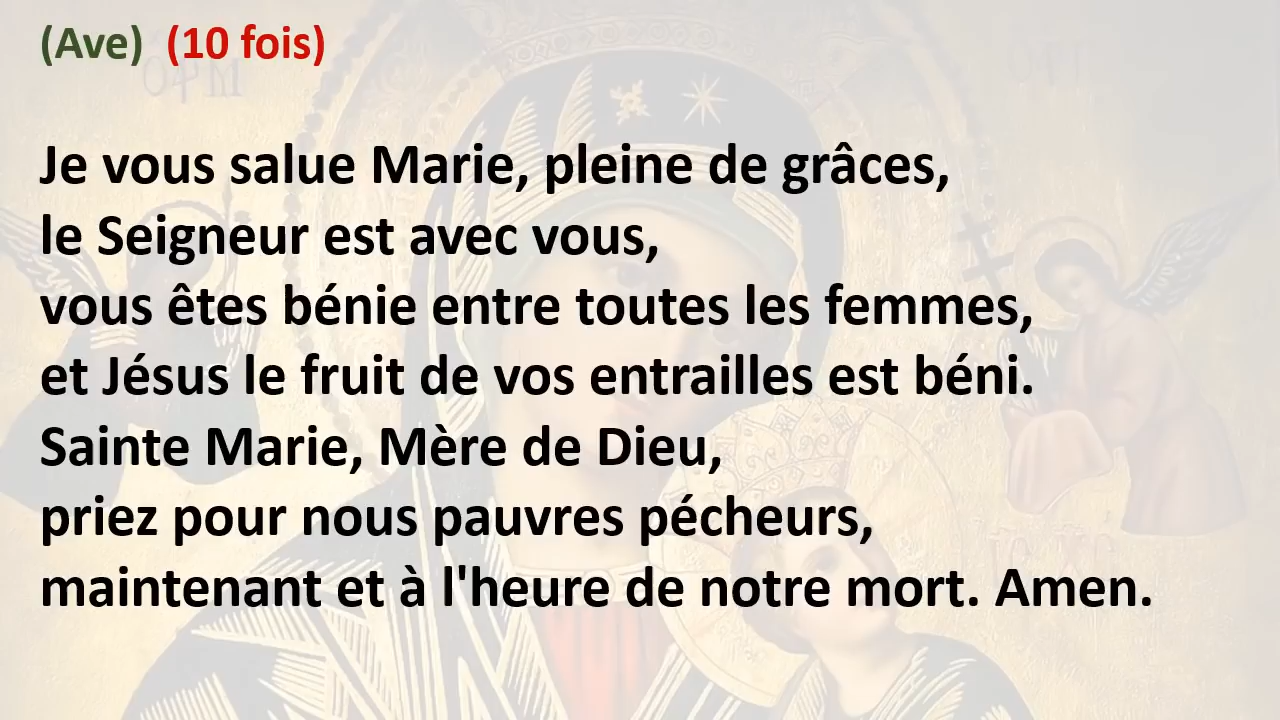 (Ave) (10 fois)
Je vous salue Marie, pleine de grâces,
le Seigneur est avec vous,
vous êtes bénie entre toutes les femmes,
et Jésus le fruit de vos entrailles est béni.
Sainte Marie, Mère de Dieu,
priez pour nous pauvres pécheurs,
maintenant et à l'heure de notre mort. Amen.